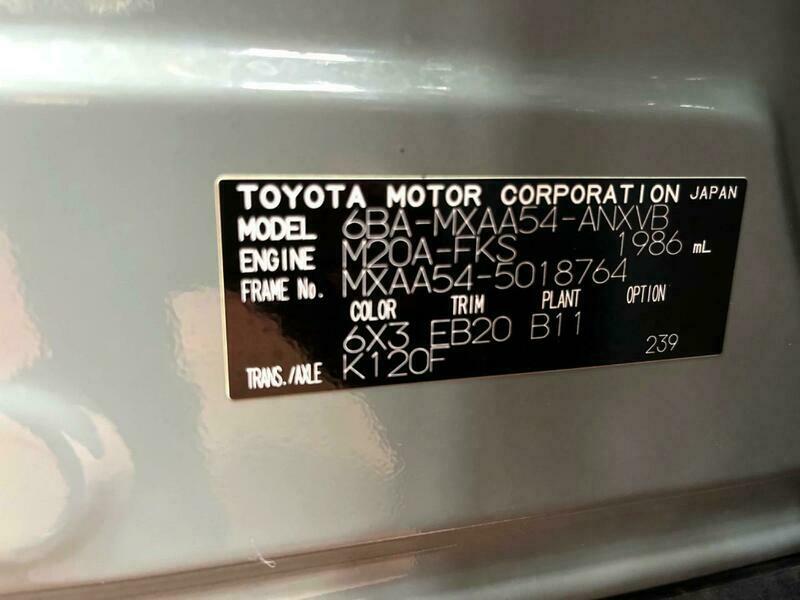 TOYOTA MOTOR CORPORATION JAPAN
MODEL 6BA-MXAA54-ANXVB
ENGINE M20A-FKS 1986 mL
FRAME No. MXAA54-5018764
COLOR TRIM PLANT OPTION
6X3 EB20 B11
TRANS./AXLE K120F 239